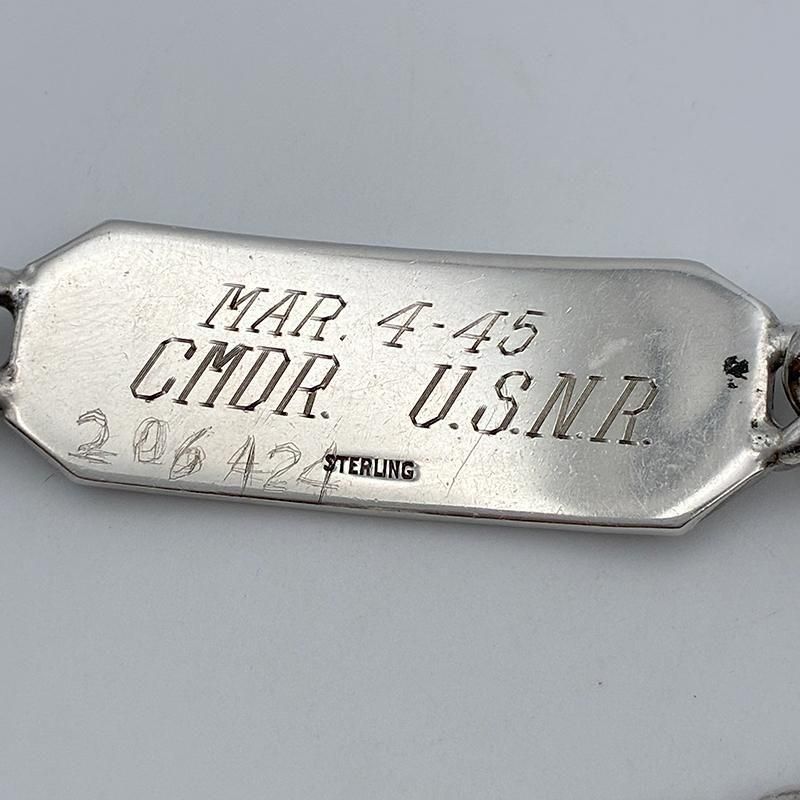 MAR. 4-45
CMDR. U.S.N.R.
206424
STERLING